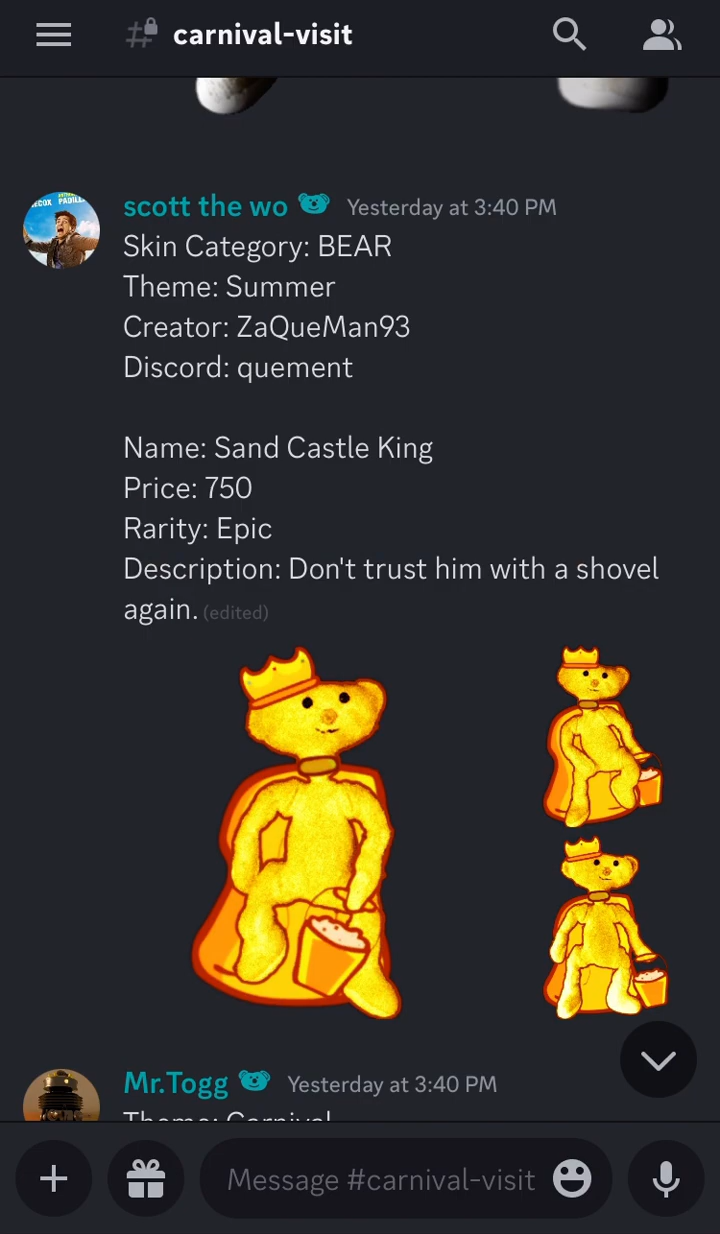 carnival-visit
scott the wo Yesterday at 3:40 PM
Skin Category: BEAR
Theme: Summer
Creator: ZaQueMan93
Discord: quement
Name: Sand Castle King
Price: 750
Rarity: Epic
Description: Don't trust him with a shovel
again. (edited)
Mr.Togg Yesterday at 3:40 PM
Theme: Carnival
Message #carnival-visit